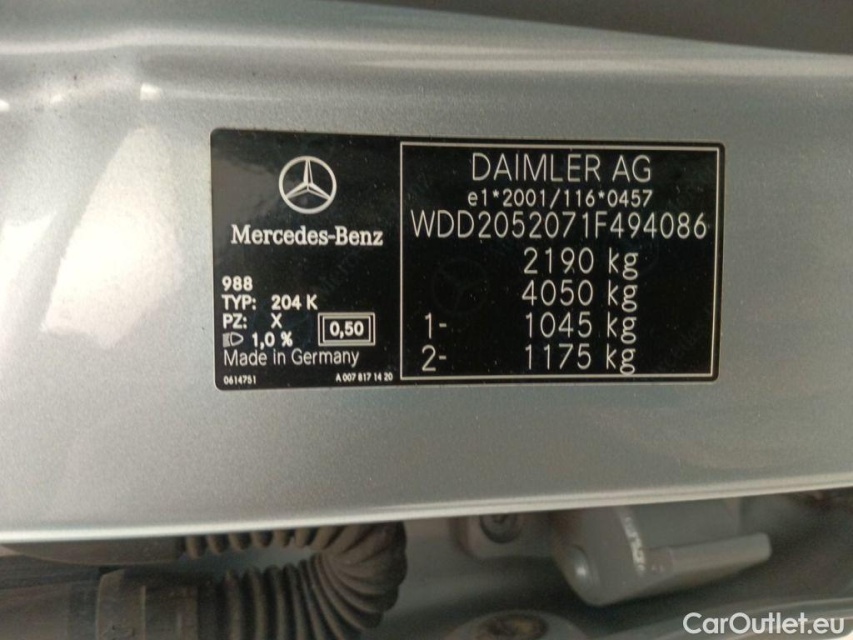 Mercedes-Benz
988
TYP: 204 K
PZ: X
0,50
1,0 %
Made in Germany
0614751
A 007 817 14 20
DAIMLER AG
e1*2001/116*0457
WDD2052071F494086
2190 kg
4050 kg
1- 1045 kg
2- 1175 kg
CarOutlet.eu